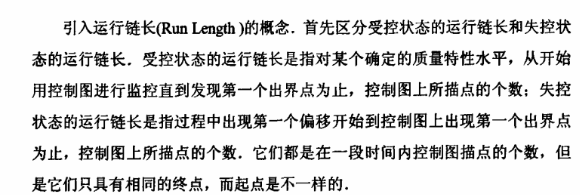 引入运行链长(Run Length )的概念．首先区分受控状态的运行链长和失控状
态的运行链长．受控状态的运行链长是指对某个确定的质量特性水平，从开始
用控制图进行监控直到发现第一个出界点为止，控制图上所描点的个数；失控
状态的运行链长是指过程中出现第一个偏移开始到控制图上出现第一个出界点
为止，控制图上所描点的个数．它们都是在一段时间内控制图描点的个数，但
是它们只具有相同的终点，而起点是不一样的．